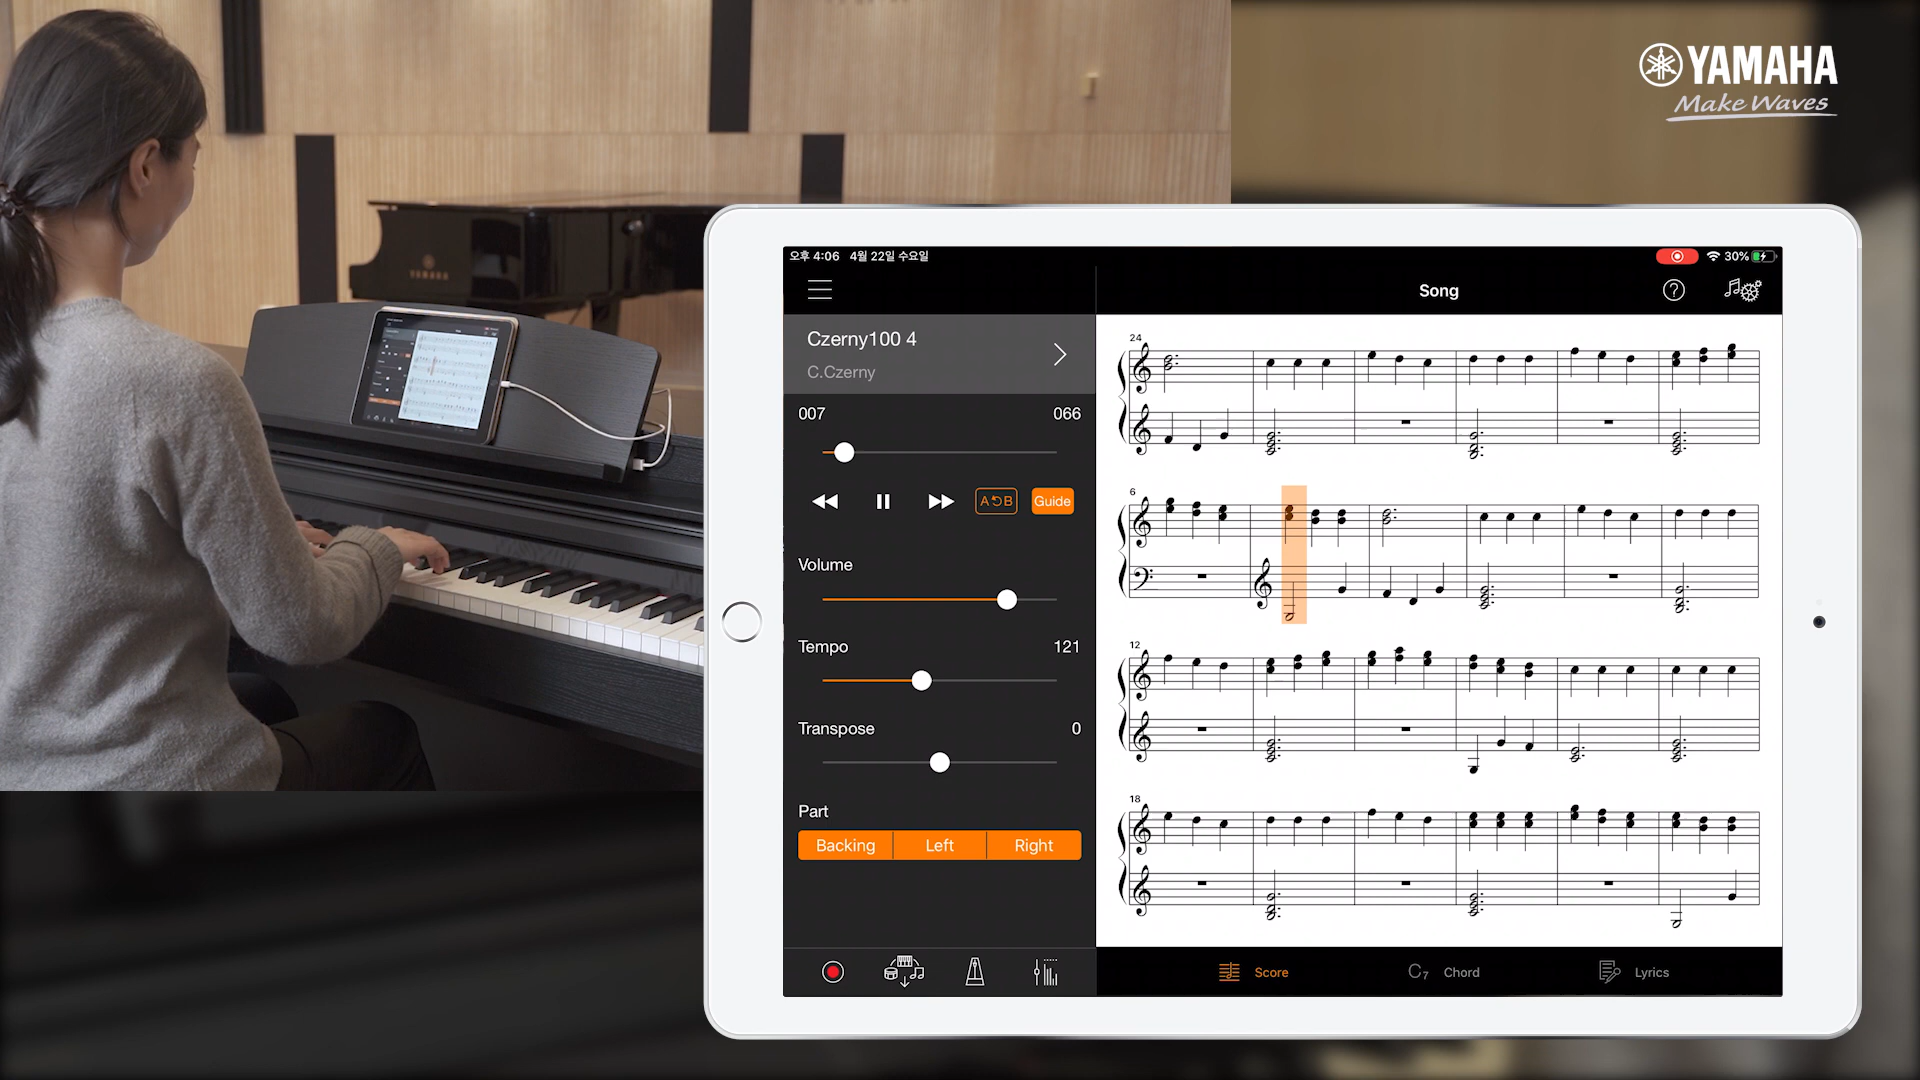 YAMAHA
Make Waves
YAMAHA
오후 4:06 4월 22일 수요일
30%
Song
?
Czerny100 4
C.Czerny
007 066
A B Guide
Volume
Tempo 121
Transpose 0
Part
Backing Left Right
24
6
12
18
Score
C7 Chord
Lyrics